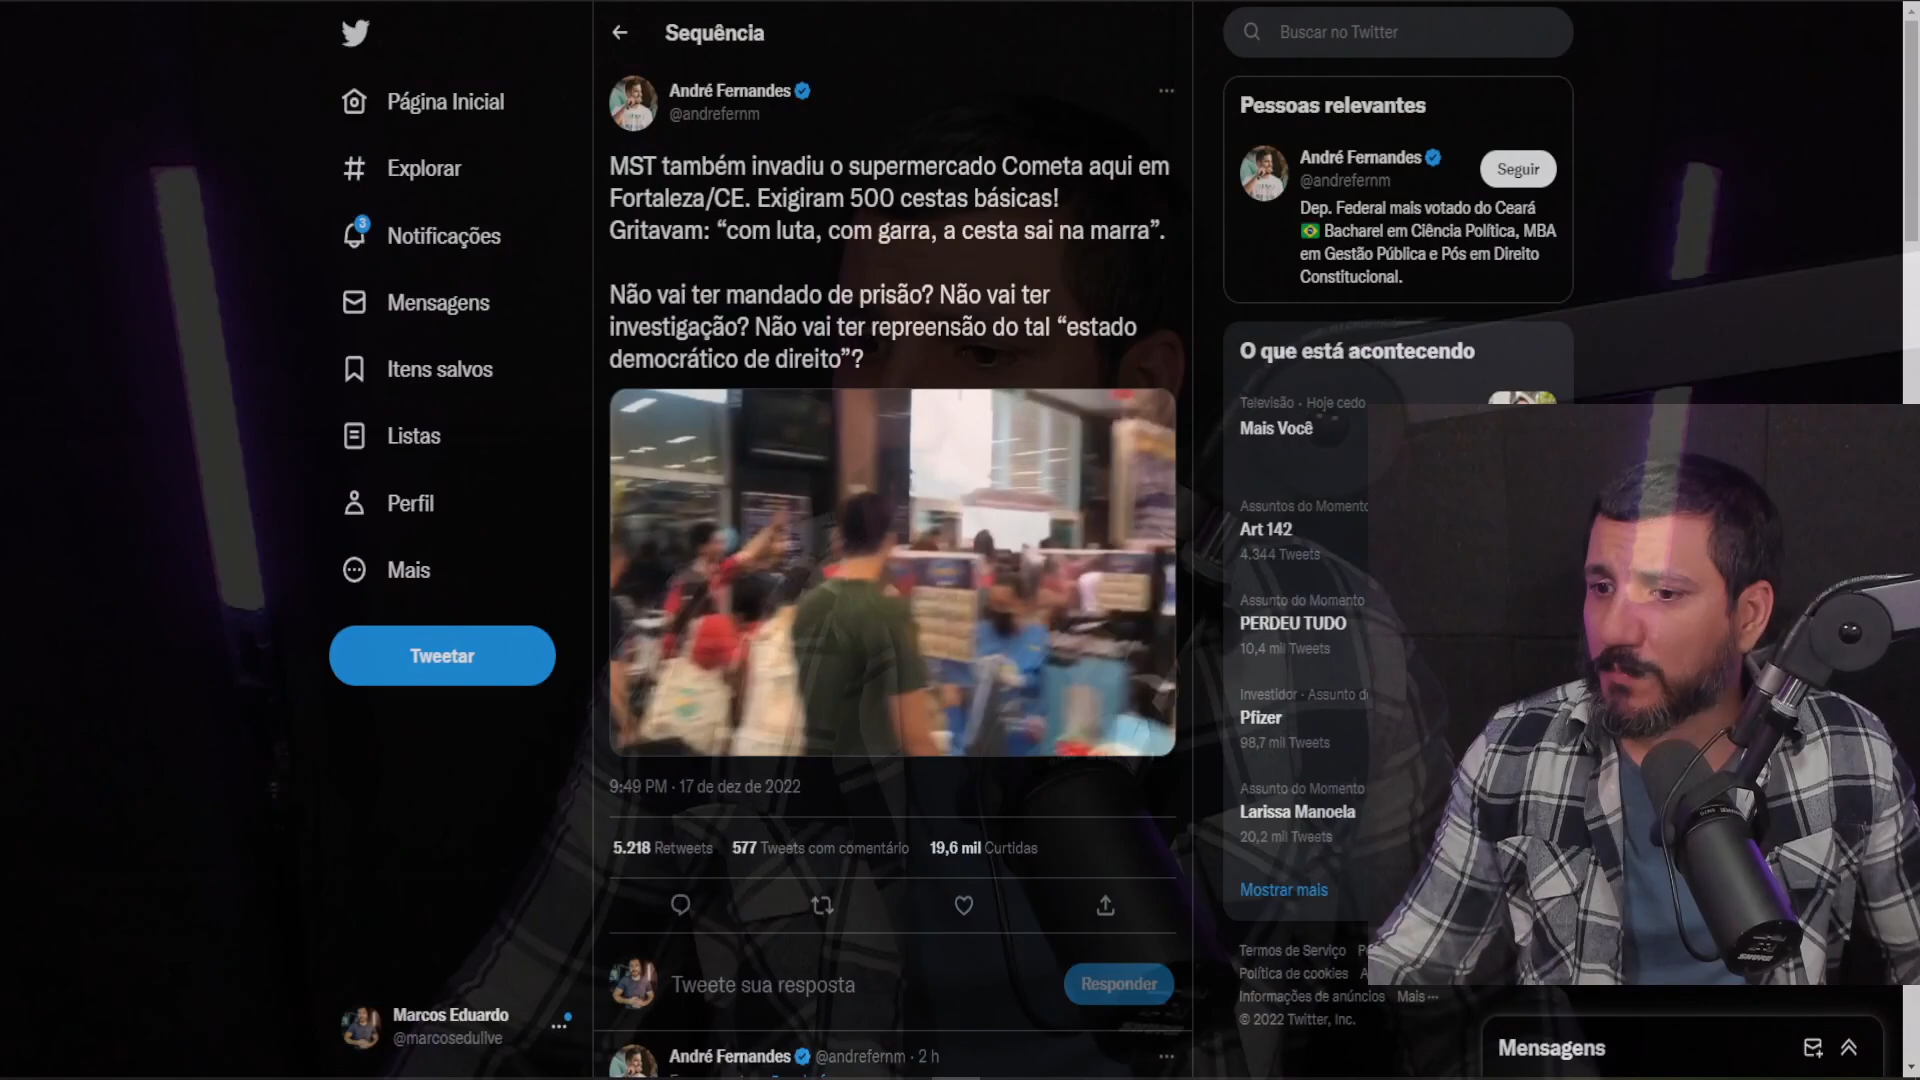 Sequência
Buscar no Twitter
Página Inicial
Explorar
3
Notificações
Mensagens
Itens salvos
Listas
Perfil
Mais
Tweetar
Marcos Eduardo
@marcosedulive
André Fernandes
@andrefernm
MST também invadiu o supermercado Cometa aqui em
Fortaleza/CE. Exigiram 500 cestas básicas!
Gritavam: “com luta, com garra, a cesta sai na marra”.
Não vai ter mandado de prisão? Não vai ter
investigação? Não vai ter repreensão do tal “estado
democrático de direito”?
9:49 PM · 17 de dez de 2022
5.218 Retweets 577 Tweets com comentário 19,6 mil Curtidas
Tweete sua resposta
Responder
André Fernandes @andrefernm · 2 h
Pessoas relevantes
André Fernandes
@andrefernm
Seguir
Dep. Federal mais votado do Ceará
Bacharel em Ciência Política, MBA
em Gestão Pública e Pós em Direito
Constitucional.
O que está acontecendo
Televisão · Hoje cedo
Mais Você
Assuntos do Momento
Art 142
4.344 Tweets
Assunto do Momento
PERDEU TUDO
10,4 mil Tweets
Investidor · Assunto
Pfizer
98,7 mil Tweets
Assunto do Momento
Larissa Manoela
20,2 mil Tweets
Mostrar mais
Termos de Serviço
Política de cookies
Informações de anúncios Mais
© 2022 Twitter, Inc.
SHURE
Mensagens